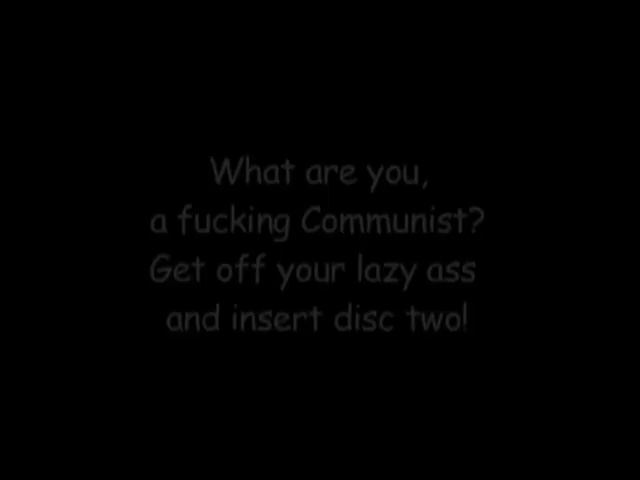 What are you,
a fucking Communist?
Get off your lazy ass
and insert disc two!